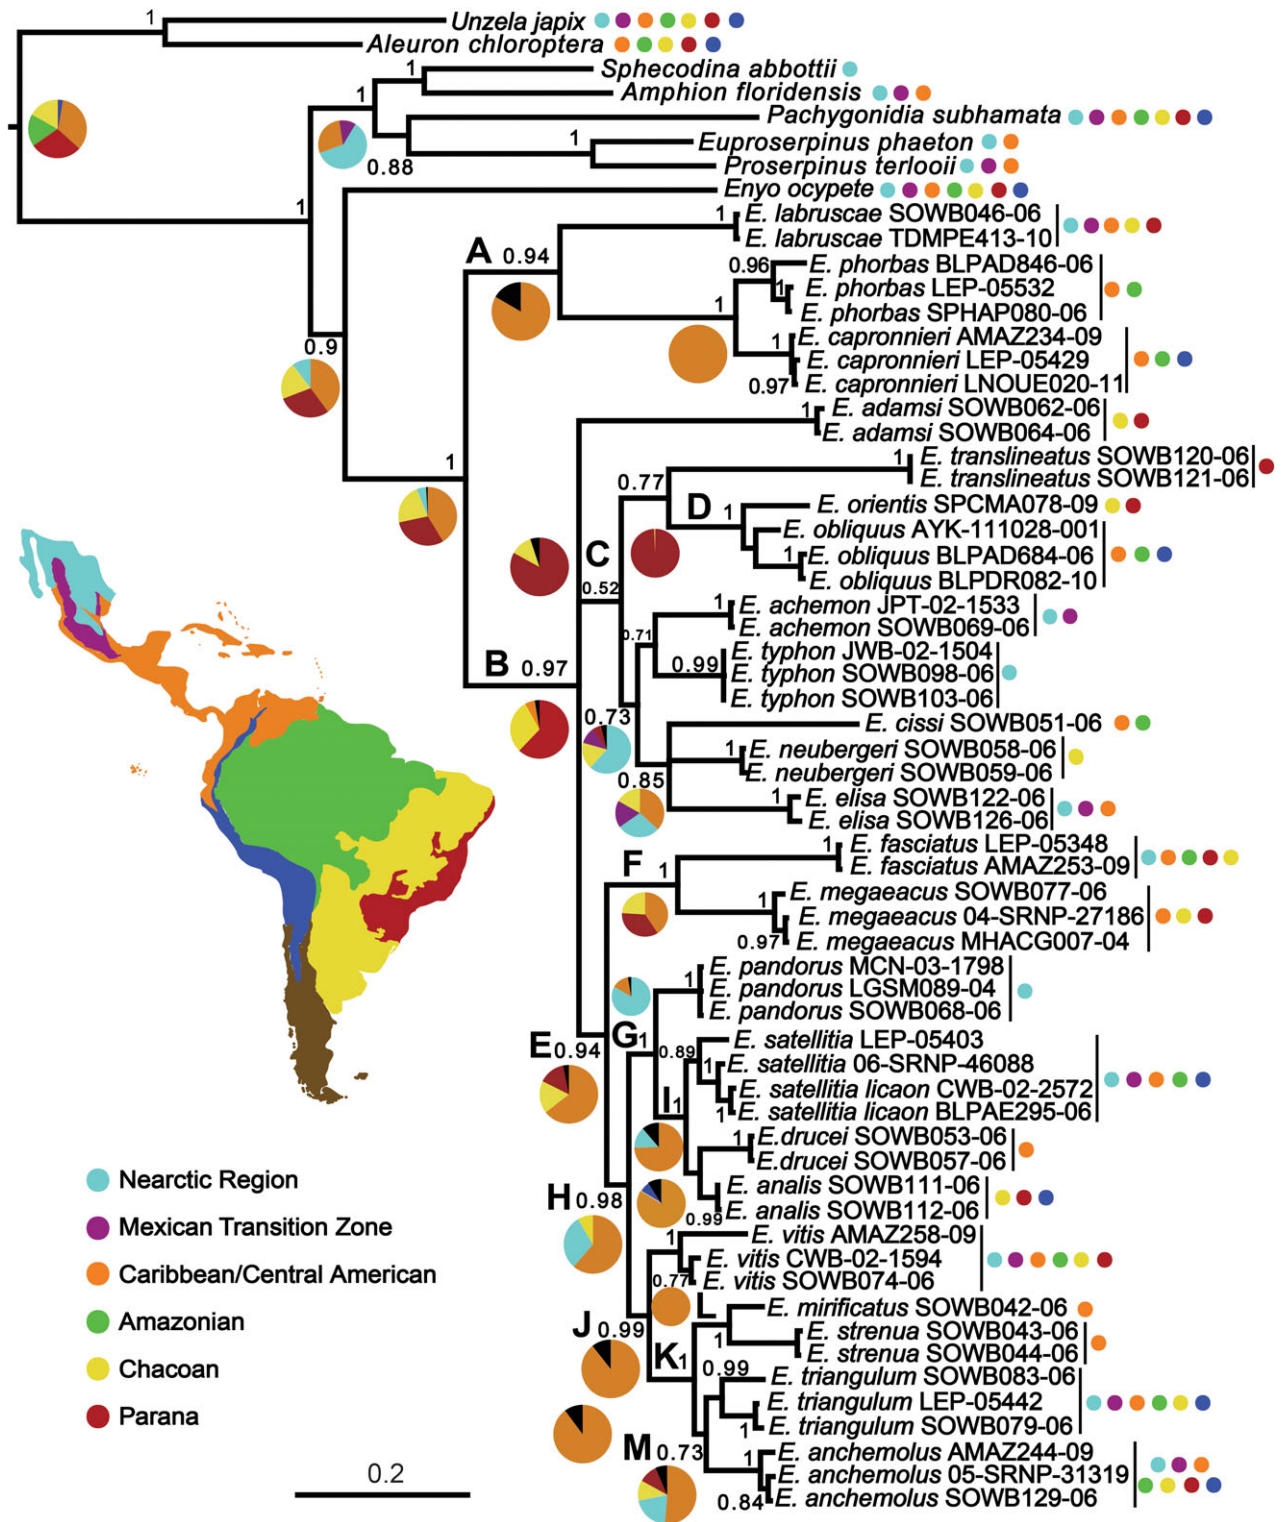 1
Unzela japix
Aleuron chloroptera
1
Sphecodina abbottii
1
Amphion floridensis
Pachygonidia subhamata
1
Euproserpinus phaeton
0.88
Proserpinus terlooii
1
Enyo ocypete
1
E. labruscae SOWB046-06
E. labruscae TDMPE413-10
A 0.94
0.96
E. phorbas BLPAD846-06
1
E. phorbas LEP-05532
1
E. phorbas SPHAP080-06
E. capronnieri AMAZ234-09
0.9
1
E. capronnieri LEP-05429
0.97
E. capronnieri LNOUE020-11
1
E. adamsi SOWB062-06
E. adamsi SOWB064-06
1
1
E. translineatus SOWB120-06
E. translineatus SOWB121-06
0.77
D
1
E. orientis SPCMA078-09
E. obliquus AYK-111028-001
C
1
E. obliquus BLPAD684-06
E. obliquus BLPDR082-10
0.52
1
E. achemon JPT-02-1533
E. achemon SOWB069-06
0.71
E. typhon JWB-02-1504
B 0.97
0.99
E. typhon SOWB098-06
E. typhon SOWB103-06
0.73
E. cissi SOWB051-06
1
E. neubergeri SOWB058-06
E. neubergeri SOWB059-06
0.85
1
E. elisa SOWB122-06
E. elisa SOWB126-06
1
E. fasciatus LEP-05348
E. fasciatus AMAZ253-09
F
1
E. megaeacus SOWB077-06
1
E. megaeacus 04-SRNP-27186
0.97
E. megaeacus MHACG007-04
E. pandorus MCN-03-1798
1
E. pandorus LGSM089-04
E. pandorus SOWB068-06
G 1
E 0.94
0.89
E. satellitia LEP-05403
1
E. satellitia 06-SRNP-46088
E. satellitia licaon CWB-02-2572
I 1
1
E. satellitia licaon BLPAE295-06
1
E.drucei SOWB053-06
E.drucei SOWB057-06
E. analis SOWB111-06
H 0.98
0.99
E. analis SOWB112-06
1
E. vitis AMAZ258-09
E. vitis CWB-02-1594
0.77
E. vitis SOWB074-06
E. mirificatus SOWB042-06
J 0.99
1
E. strenua SOWB043-06
E. strenua SOWB044-06
K 1
0.99
E. triangulum SOWB083-06
E. triangulum LEP-05442
1
E. triangulum SOWB079-06
M 0.73
1
E. anchemolus AMAZ244-09
E. anchemolus 05-SRNP-31319
0.84
E. anchemolus SOWB129-06
Nearctic Region
Mexican Transition Zone
Caribbean/Central American
Amazonian
Chacoan
Parana
0.2